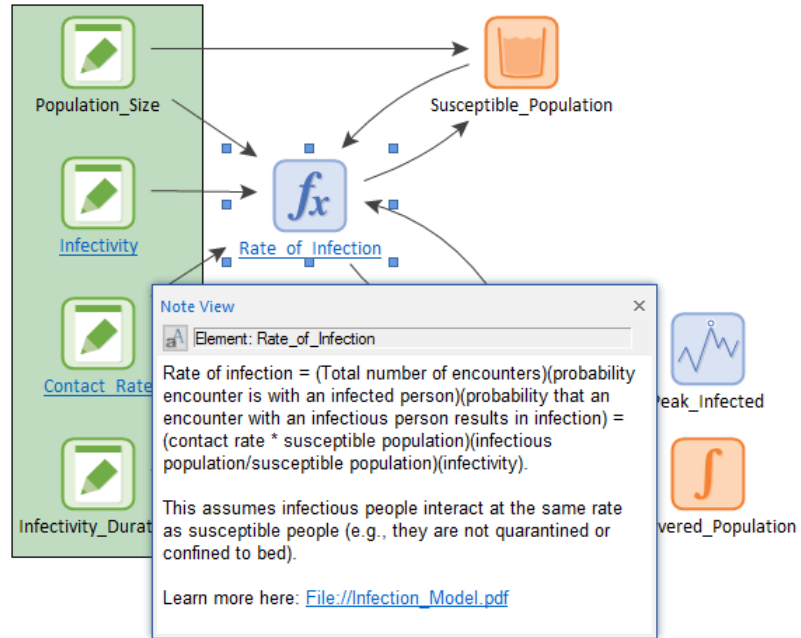 Population_Size
Susceptible_Population
Infectivity
fx
Rate_of_Infection
Contact_Rate
Note View
Element: Rate_of_Infection
Rate of infection = (Total number of encounters)(probability
encounter is with an infected person)(probability that an
encounter with an infectious person results in infection) =
(contact rate * susceptible population)(infectious
population/susceptible population)(infectivity).
This assumes infectious people interact at the same rate
as susceptible people (e.g., they are not quarantined or
confined to bed).
Learn more here: File://Infection_Model.pdf
Peak_Infected
Infectivity_Durat
vered_Population